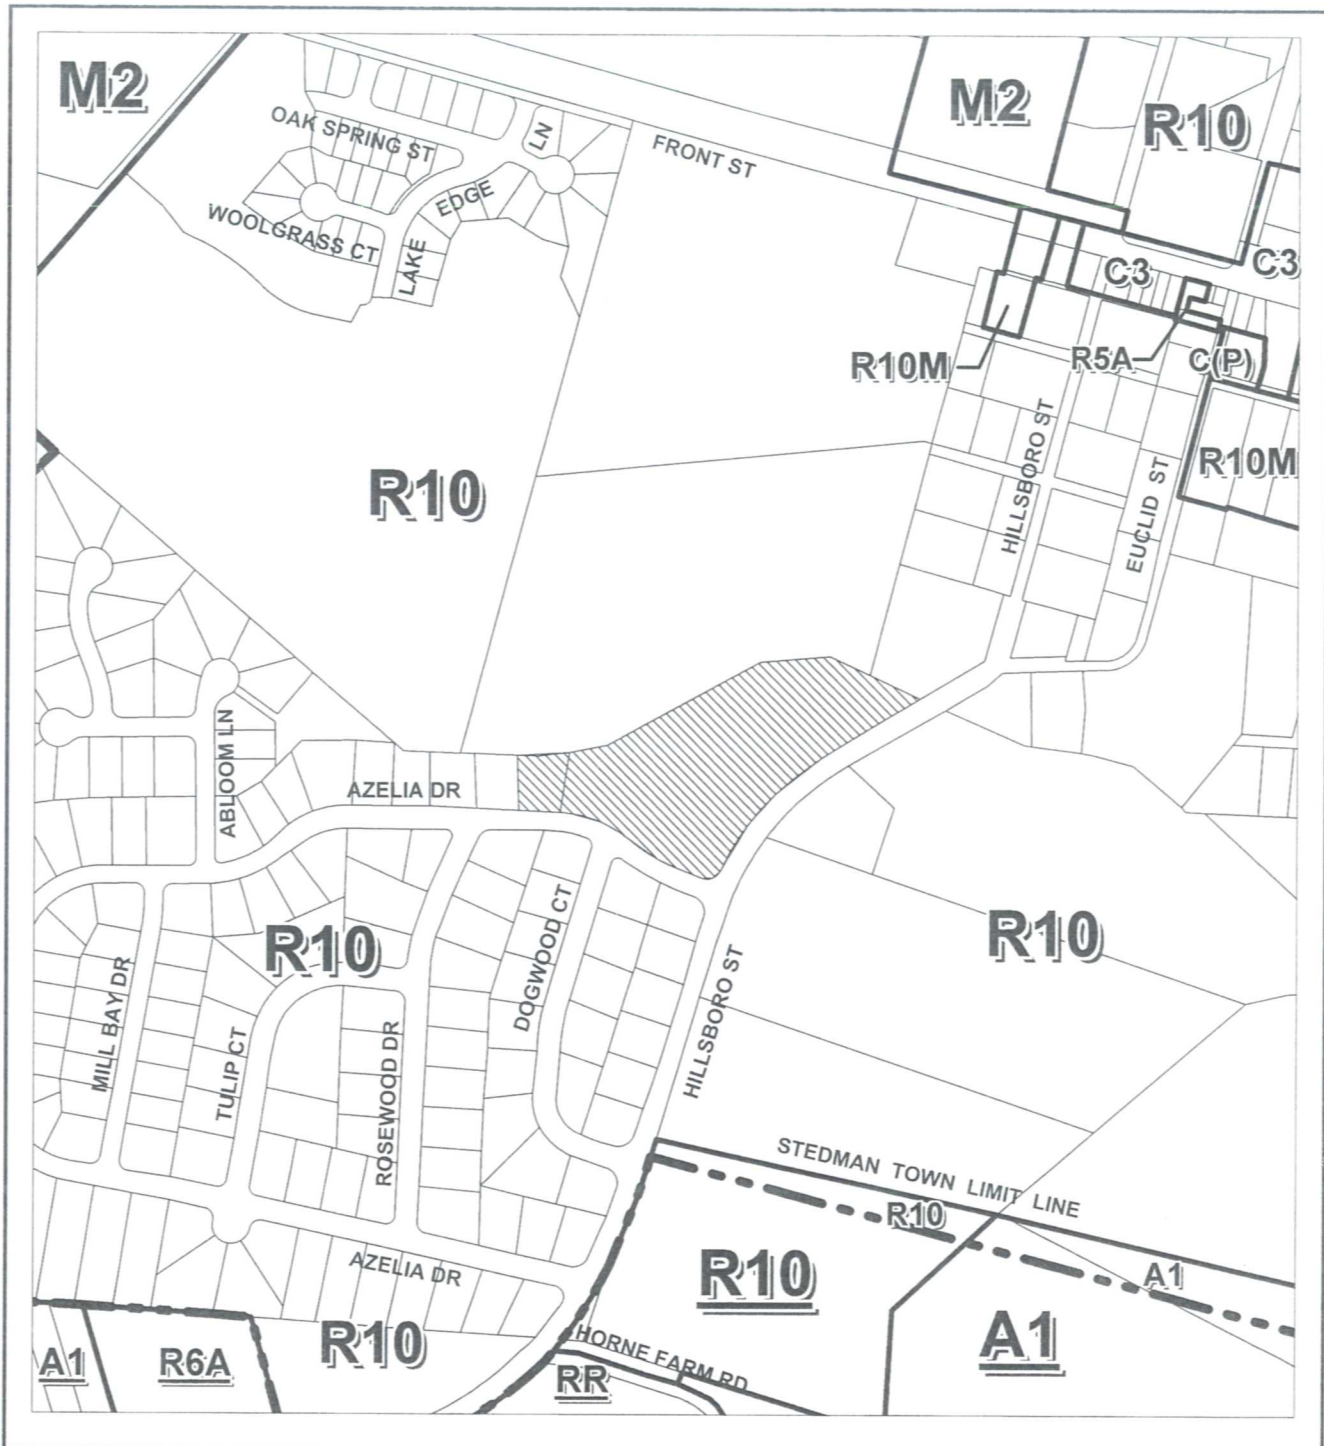 M2
M2
R10
OAK SPRING ST
LN
FRONT ST
EDGE
WOOLGRASS CT
LAKE
C3
C3
R10M
R5A
C(P)
R10M
R10
HILLSBORO ST
EUCLID ST
ABLOOM LN
AZELIA DR
R10
R10
DOGWOOD CT
MILL BAY DR
TULIP CT
ROSEWOOD DR
HILLSBORO ST
STEDMAN TOWN LIMIT LINE
R10
R10
A1
AZELIA DR
R10
A1
A1
R6A
RR
HORNE FARM RD